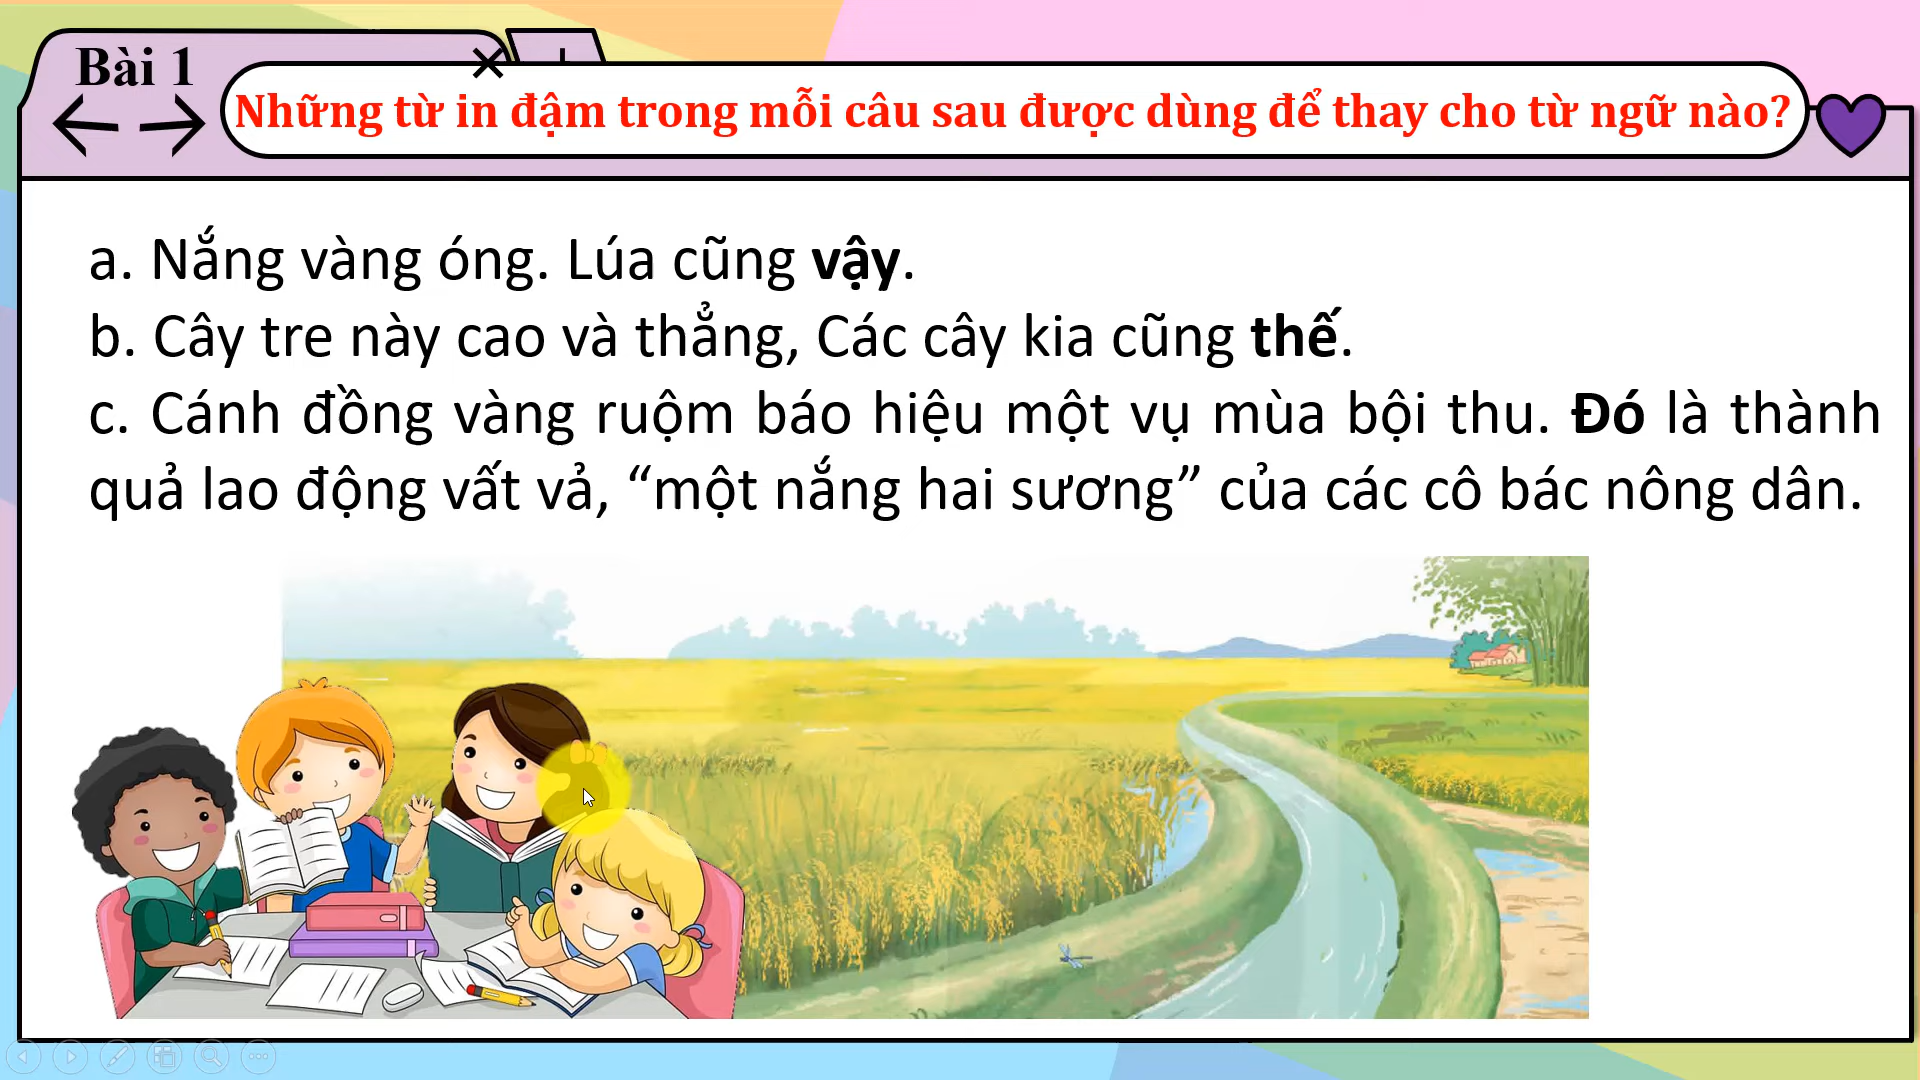 Bài 1
Những từ in đậm trong mỗi câu sau được dùng để thay cho từ ngữ nào?
a. Nắng vàng óng. Lúa cũng vậy.
b. Cây tre này cao và thẳng, Các cây kia cũng thế.
c. Cánh đồng vàng ruộm báo hiệu một vụ mùa bội thu. Đó là thành
quả lao động vất vả, “một nắng hai sương” của các cô bác nông dân.